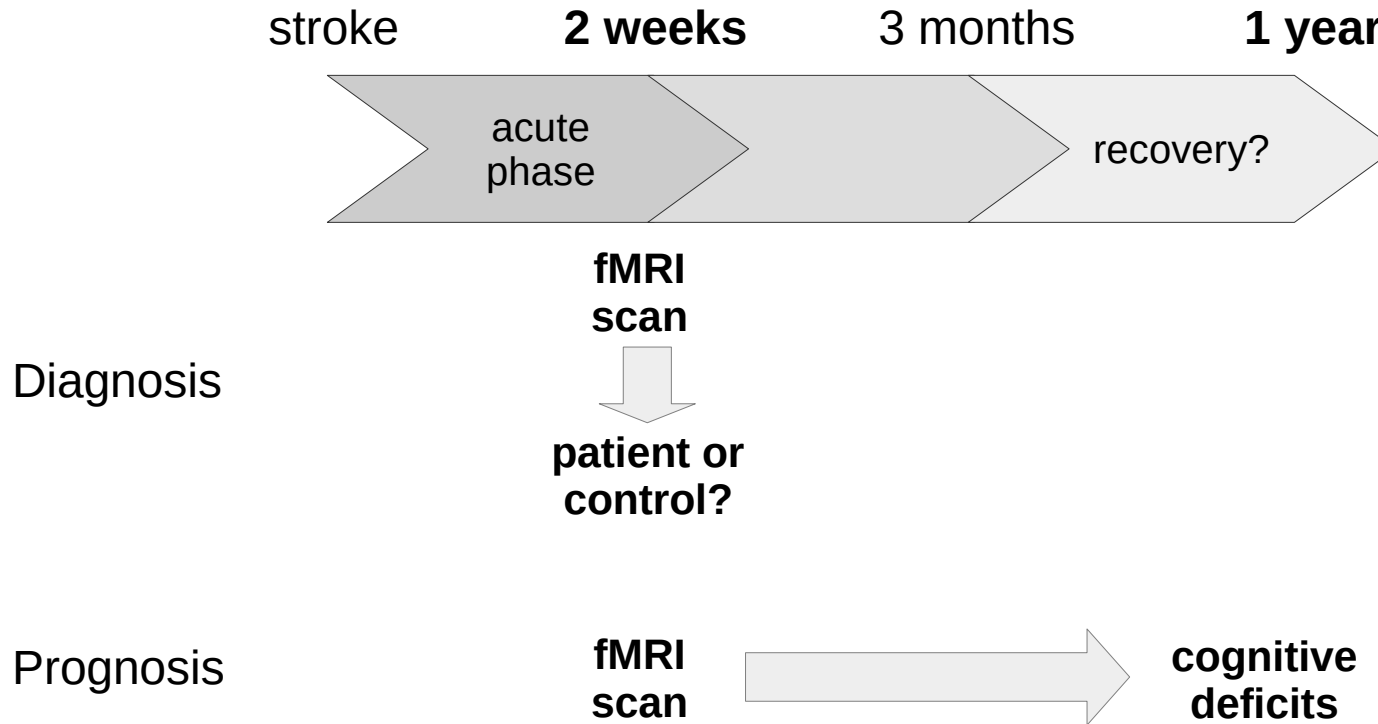 stroke 2 weeks 3 months 1 year
acute
phase
recovery?
fMRI
scan
Diagnosis
patient or
control?
Prognosis
fMRI
scan
cognitive
deficits